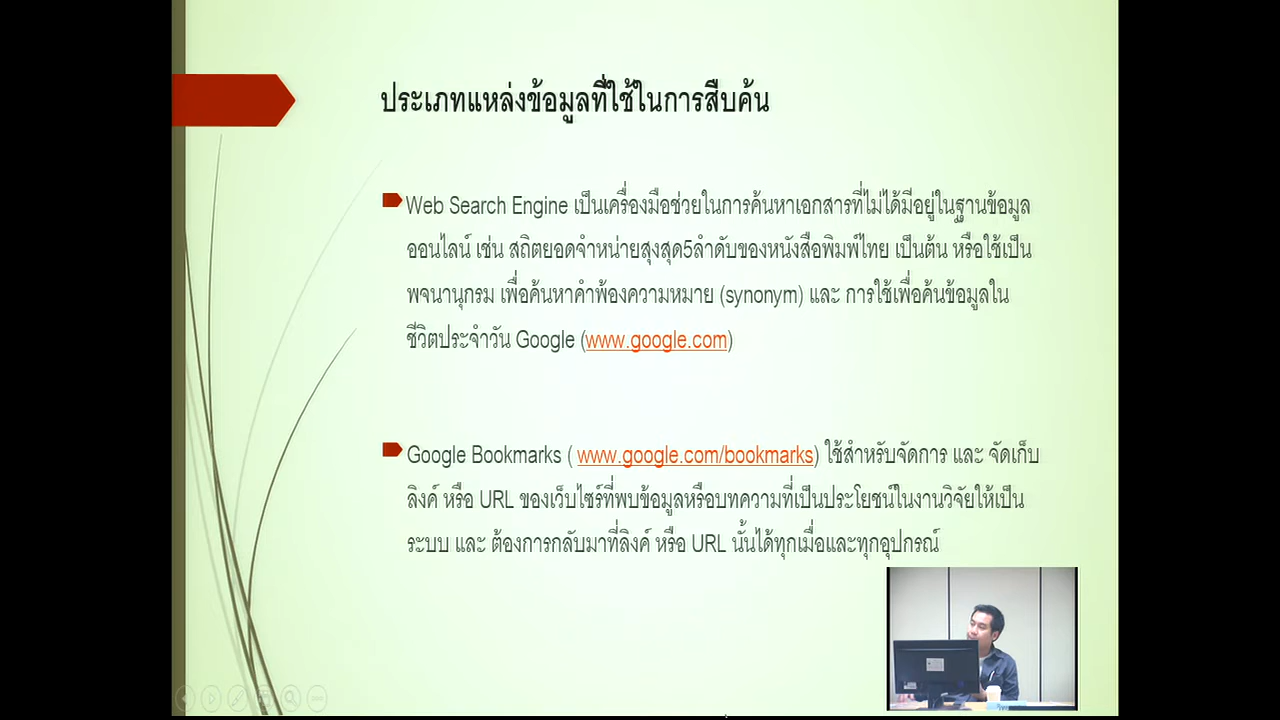 ประเภทแหล่งข้อมูลที่ใช้ในการสืบค้น
Web Search Engine เป็นเครื่องมือช่วยในการค้นหาเอกสารที่ไม่ได้มีอยู่ในฐานข้อมูล
ออนไลน์ เช่น สถิตยอดจำหน่ายสูงสุด5ลำดับของหนังสือพิมพ์ไทย เป็นต้น หรือใช้เป็น
พจนานุกรม เพื่อค้นหาคำพ้องความหมาย (synonym) และ การใช้เพื่อค้นข้อมูลใน
ชีวิตประจำวัน Google (www.google.com)
Google Bookmarks ( www.google.com/bookmarks) ใช้สำหรับจัดการ และ จัดเก็บ
ลิงค์ หรือ URL ของเว็บไซร์ที่พบข้อมูลหรือบทความที่เป็นประโยชน์ในงานวิจัยให้เป็น
ระบบ และ ต้องการกลับมาที่ลิงค์ หรือ URL นั้นได้ทุกเมื่อและทุกอุปกรณ์